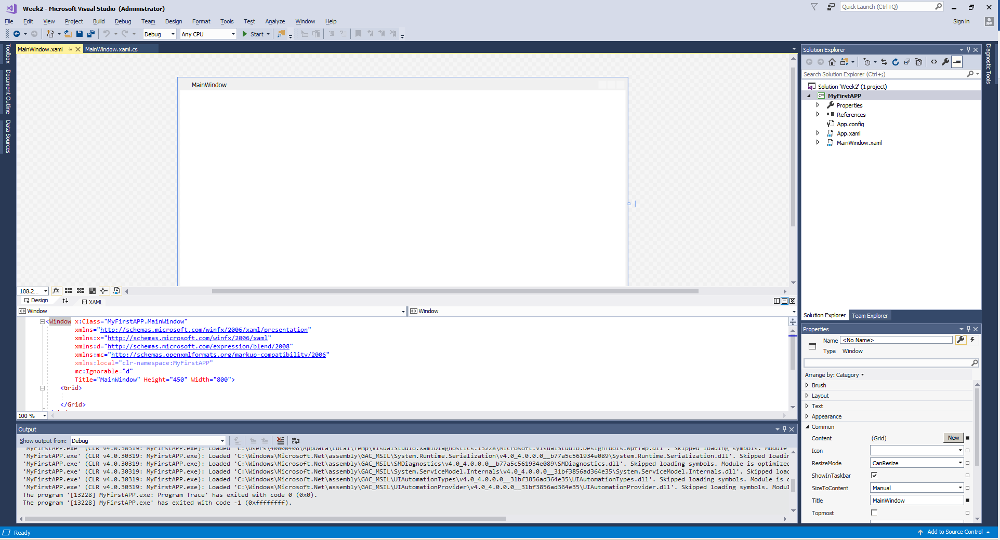 Week2 - Microsoft Visual Studio (Administrator)
Quick Launch (Ctrl+Q)
File Edit View Project Build Debug Team Design Format Tools Test Analyze Window Help
Sign in
Debug Any CPU Start
Toolbox
Document Outline
Data Sources
MainWindow.xaml MainWindow.xaml.cs
MainWindow
108.2...
Design XAML
Window Window
<Window x:Class="MyFirstAPP.MainWindow"
xmlns="http://schemas.microsoft.com/winfx/2006/xaml/presentation"
xmlns:x="http://schemas.microsoft.com/winfx/2006/xaml"
xmlns:d="http://schemas.microsoft.com/expression/blend/2008"
xmlns:mc="http://schemas.openxmlformats.org/markup-compatibility/2006"
xmlns:local="clr-namespace:MyFirstAPP"
mc:Ignorable="d"
Title="MainWindow" Height="450" Width="800">
<Grid>
</Grid>
100 %
Output
Show output from: Debug
'MyFirstAPP.exe' (CLR v4.0.30319: MyFirstAPP.exe): Loaded 'C:\Users\40000408\AppData\Local\Temp\VisualStudio.XamlDiagnostics.13228\Microsoft.VisualStudio.DesignTools.WpfTap.dll'. Skipped loading symbols. Module
'MyFirstAPP.exe' (CLR v4.0.30319: MyFirstAPP.exe): Loaded 'C:\Windows\Microsoft.Net\assembly\GAC_MSIL\System.Runtime.Serialization\v4.0_4.0.0.0__b77a5c561934e089\System.Runtime.Serialization.dll'. Skipped loadin
'MyFirstAPP.exe' (CLR v4.0.30319: MyFirstAPP.exe): Loaded 'C:\Windows\Microsoft.Net\assembly\GAC_MSIL\SMDiagnostics\v4.0_4.0.0.0__b77a5c561934e089\SMDiagnostics.dll'. Skipped loading symbols. Module is optimized
'MyFirstAPP.exe' (CLR v4.0.30319: MyFirstAPP.exe): Loaded 'C:\Windows\Microsoft.Net\assembly\GAC_MSIL\System.ServiceModel.Internals\v4.0_4.0.0.0__31bf3856ad364e35\System.ServiceModel.Internals.dll'. Skipped load
'MyFirstAPP.exe' (CLR v4.0.30319: MyFirstAPP.exe): Loaded 'C:\Windows\Microsoft.Net\assembly\GAC_MSIL\UIAutomationTypes\v4.0_4.0.0.0__31bf3856ad364e35\UIAutomationTypes.dll'. Skipped loading symbols. Module is o
'MyFirstAPP.exe' (CLR v4.0.30319: MyFirstAPP.exe): Loaded 'C:\Windows\Microsoft.Net\assembly\GAC_MSIL\UIAutomationProvider\v4.0_4.0.0.0__31bf3856ad364e35\UIAutomationProvider.dll'. Skipped loading symbols. Modul
The program '[13228] MyFirstAPP.exe: Program Trace' has exited with code 0 (0x0).
The program '[13228] MyFirstAPP.exe' has exited with code -1 (0xffffffff).
Solution Explorer
Search Solution Explorer (Ctrl+;)
Solution 'Week2' (1 project)
C# MyFirstAPP
Properties
References
App.config
App.xaml
MainWindow.xaml
Solution Explorer Team Explorer
Properties
Name <No Name>
Type Window
Arrange by: Category
Brush
Layout
Text
Appearance
Common
Content (Grid) New
Icon
ResizeMode CanResize
ShowInTaskbar
SizeToContent Manual
Title MainWindow
Topmost
Diagnostic Tools
Ready
Add to Source Control